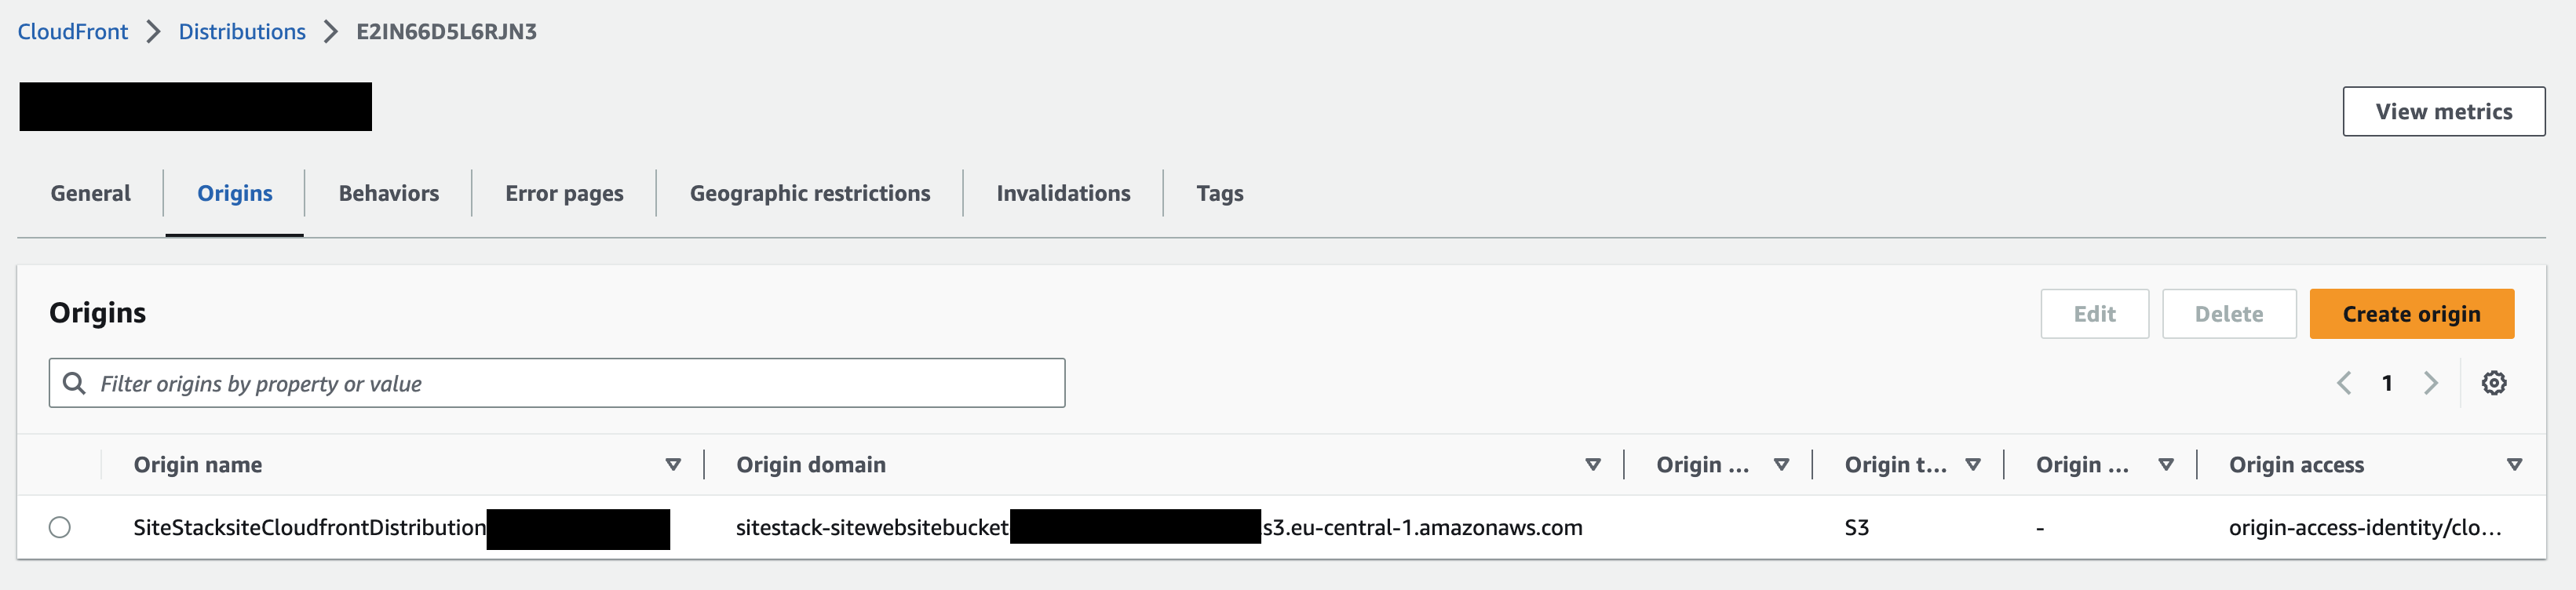 CloudFront > Distributions > E2IN66D5L6RJN3
View metrics
General Origins Behaviors Error pages Geographic restrictions Invalidations Tags
Origins
Edit Delete Create origin
Filter origins by property or value
1
Origin name Origin domain Origin ... Origin t... Origin ... Origin access
SiteStacksiteCloudfrontDistribution sitestack-sitewebsitebucket s3.eu-central-1.amazonaws.com S3 - origin-access-identity/clo...